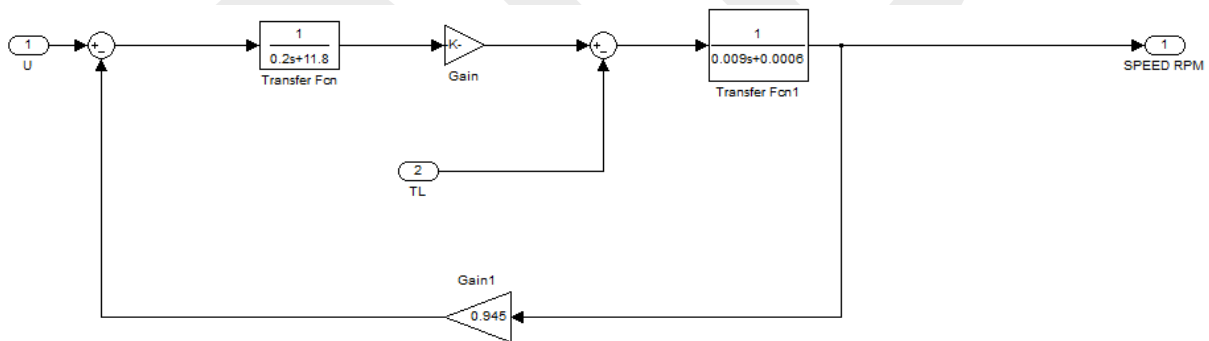 1
U
+
-
1
0.2s+11.8
Transfer Fcn
-K-
Gain
+
-
1
0.009s+0.0006
Transfer Fcn1
1
SPEED RPM
2
TL
Gain1
0.945